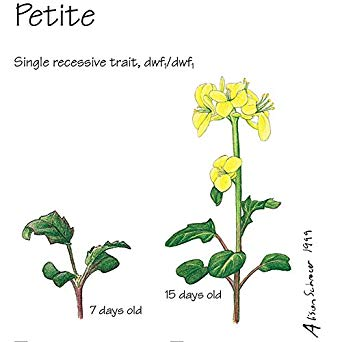 Petite
Single recessive trait, dwf₁/dwf₁
7 days old
15 days old
Alison Schroeer 1999